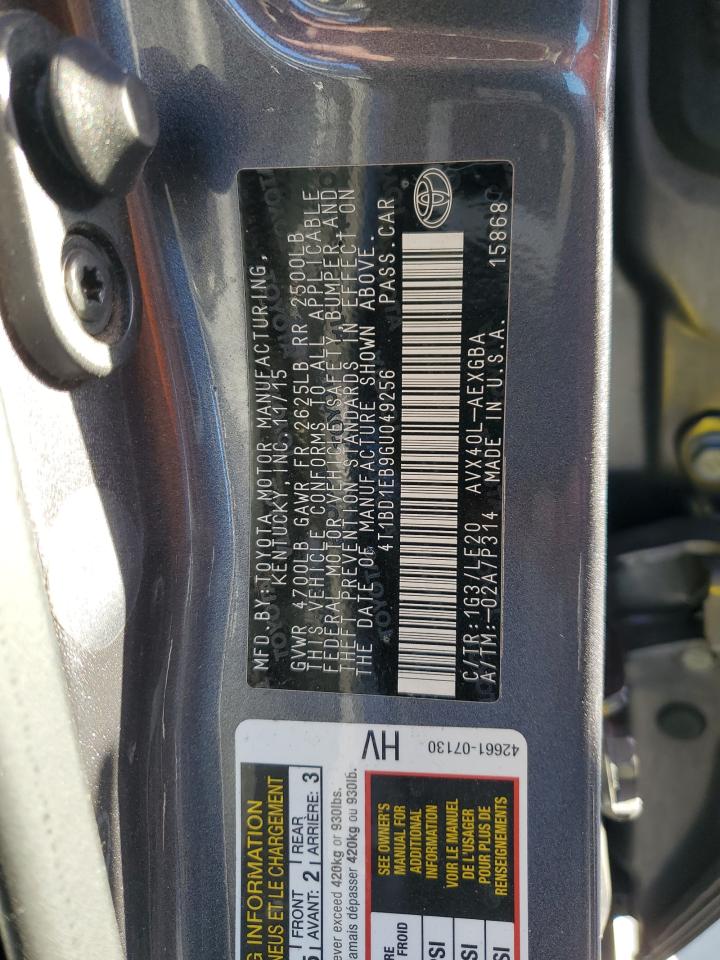 MFD.BY:TOYOTA MOTOR MANUFACTURING,
KENTUCKY, INC. 11/15
GVWR 4700LB GAWR FR 2625LB RR 2500LB
THIS VEHICLE CONFORMS TO ALL APPLICABLE
FEDERAL MOTOR VEHICLE SAFETY, BUMPER, AND
THEFT PREVENTION STANDARDS IN EFFECT ON
THE DATE OF MANUFACTURE SHOWN ABOVE.
4T1BD1EB9GU049256 PASS.CAR
C/TR:1G3/LE20 AVX40L-AEXGBA
A/TM:-02A/P314 MADE IN U.S.A. 15868
G INFORMATION
NEUS ET LE CHARGEMENT
5 FRONT AVANT: 2 REAR ARRIÈRE: 3
ever exceed 420kg or 930lbs.
amais dépasser 420kg ou 930lb.
HV
SEE OWNER'S
MANUAL FOR
ADDITIONAL
INFORMATION
VOIR LE MANUEL
DE L'USAGER
POUR PLUS DE
RENSEIGNEMENTS
FROID
PSI
PSI
SI
42661-07130